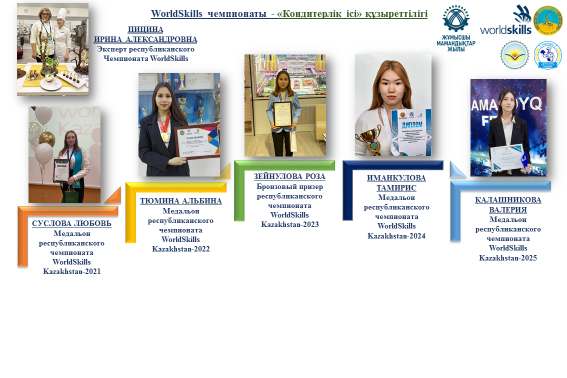 WorldSkills чемпионаты - «Кондитерлік ісі» құзыреттілігі
ПИЦИНА
ИРИНА АЛЕКСАНДРОВНА
Эксперт республиканского
Чемпионата WorldSkills
ЖҰМЫСШЫ
МАМАНДЫҚТАР
ЖЫЛЫ
worldskills
СУСЛОВА ЛЮБОВЬ
Медальон
республиканского
чемпионата
WorldSkills
Kazakhstan-2021
ТЮМИНА АЛЬБИНА
Медальон
республиканского
чемпионата
WorldSkills
Kazakhstan-2022
ЗЕЙНУЛОВА РОЗА
Бронзовый призер
республиканского
чемпионата
WorldSkills
Kazakhstan-2023
ДИПЛОМ
ИМАНКУЛОВА
ТАМИРИС
Медальон
республиканского
чемпионата
WorldSkills
Kazakhstan-2024
КАЛАШНИКОВА
ВАЛЕРИЯ
Медальон
республиканского
чемпионата
WorldSkills
Kazakhstan-2025